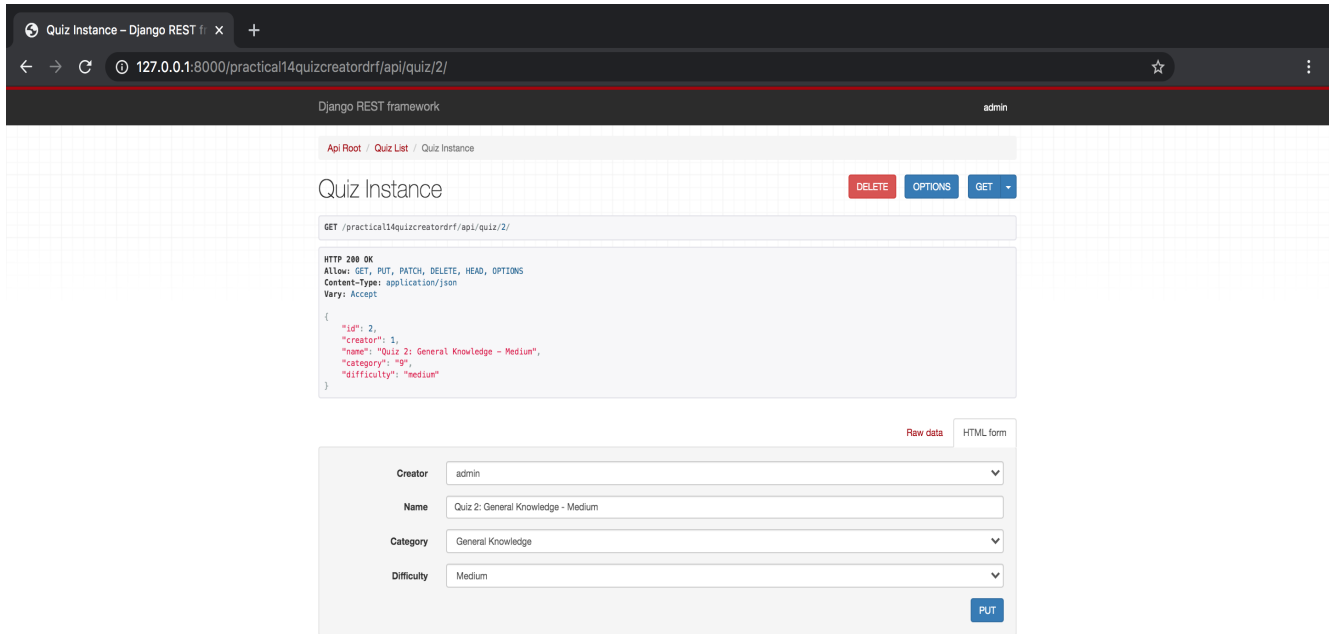 Quiz Instance – Django REST fr
127.0.0.1:8000/practical14quizcreatordrf/api/quiz/2/
Django REST framework admin
Api Root / Quiz List / Quiz Instance
Quiz Instance DELETE OPTIONS GET
GET /practical14quizcreatordrf/api/quiz/2/
HTTP 200 OK
Allow: GET, PUT, PATCH, DELETE, HEAD, OPTIONS
Content-Type: application/json
Vary: Accept
{
"id": 2,
"creator": 1,
"name": "Quiz 2: General Knowledge - Medium",
"category": "9",
"difficulty": "medium"
}
Raw data HTML form
Creator admin
Name Quiz 2: General Knowledge - Medium
Category General Knowledge
Difficulty Medium
PUT